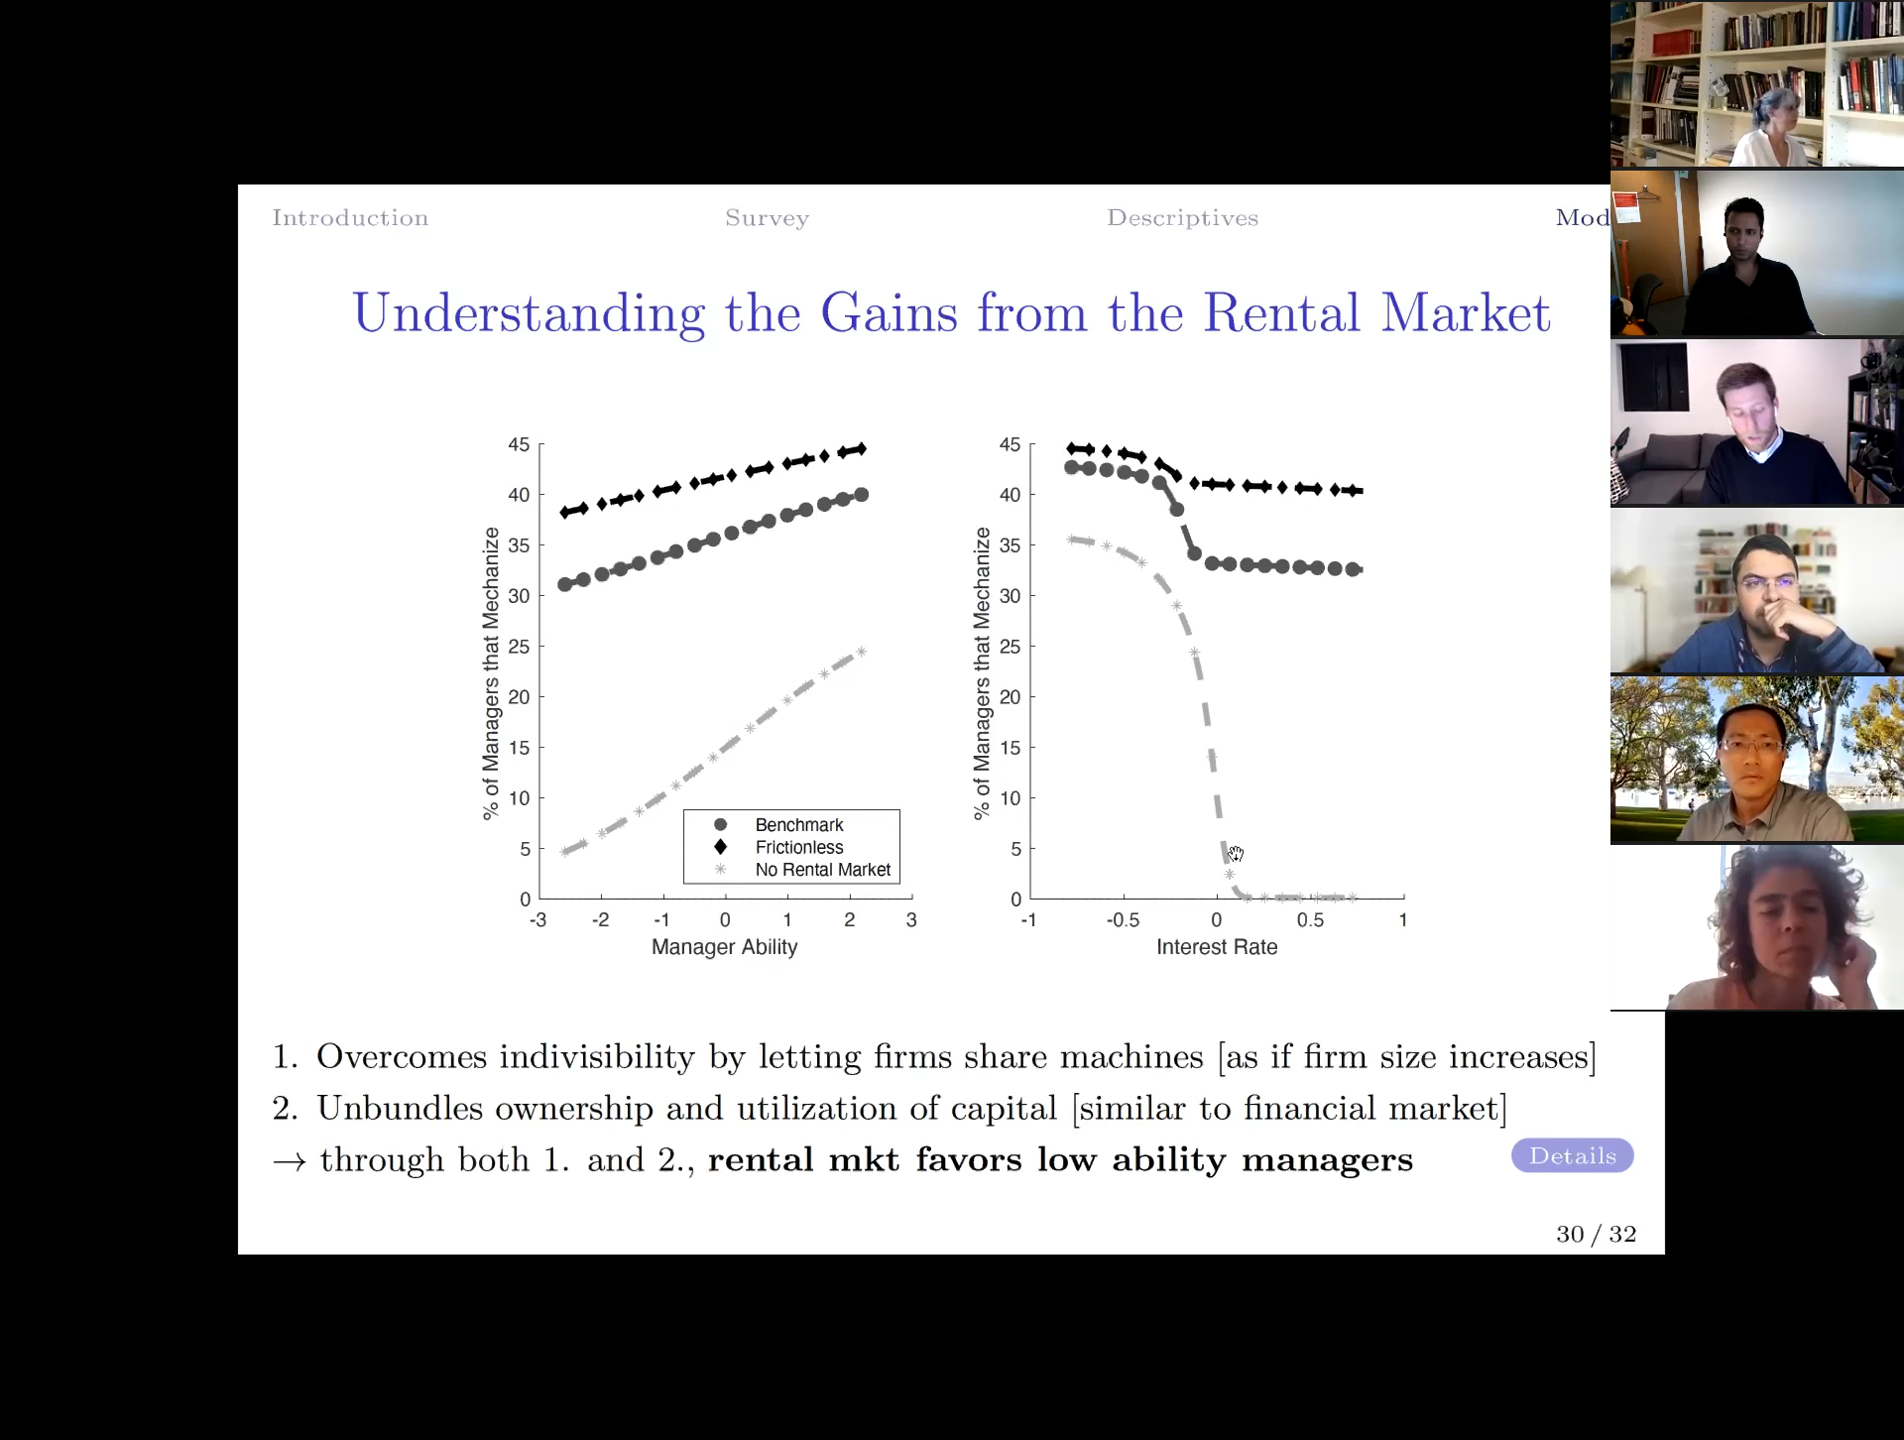 Introduction
Survey
Descriptives
Mod
Understanding the Gains from the Rental Market
% of Managers that Mechanize
45
40
35
30
25
20
15
10
5
0
-3
-2
-1
0
1
2
3
Manager Ability
Benchmark
Frictionless
No Rental Market
% of Managers that Mechanize
45
40
35
30
25
20
15
10
5
0
-1
-0.5
0
0.5
1
Interest Rate
1. Overcomes indivisibility by letting firms share machines [as if firm size increases]
2. Unbundles ownership and utilization of capital [similar to financial market]
→ through both 1. and 2., rental mkt favors low ability managers
Details
30 / 32